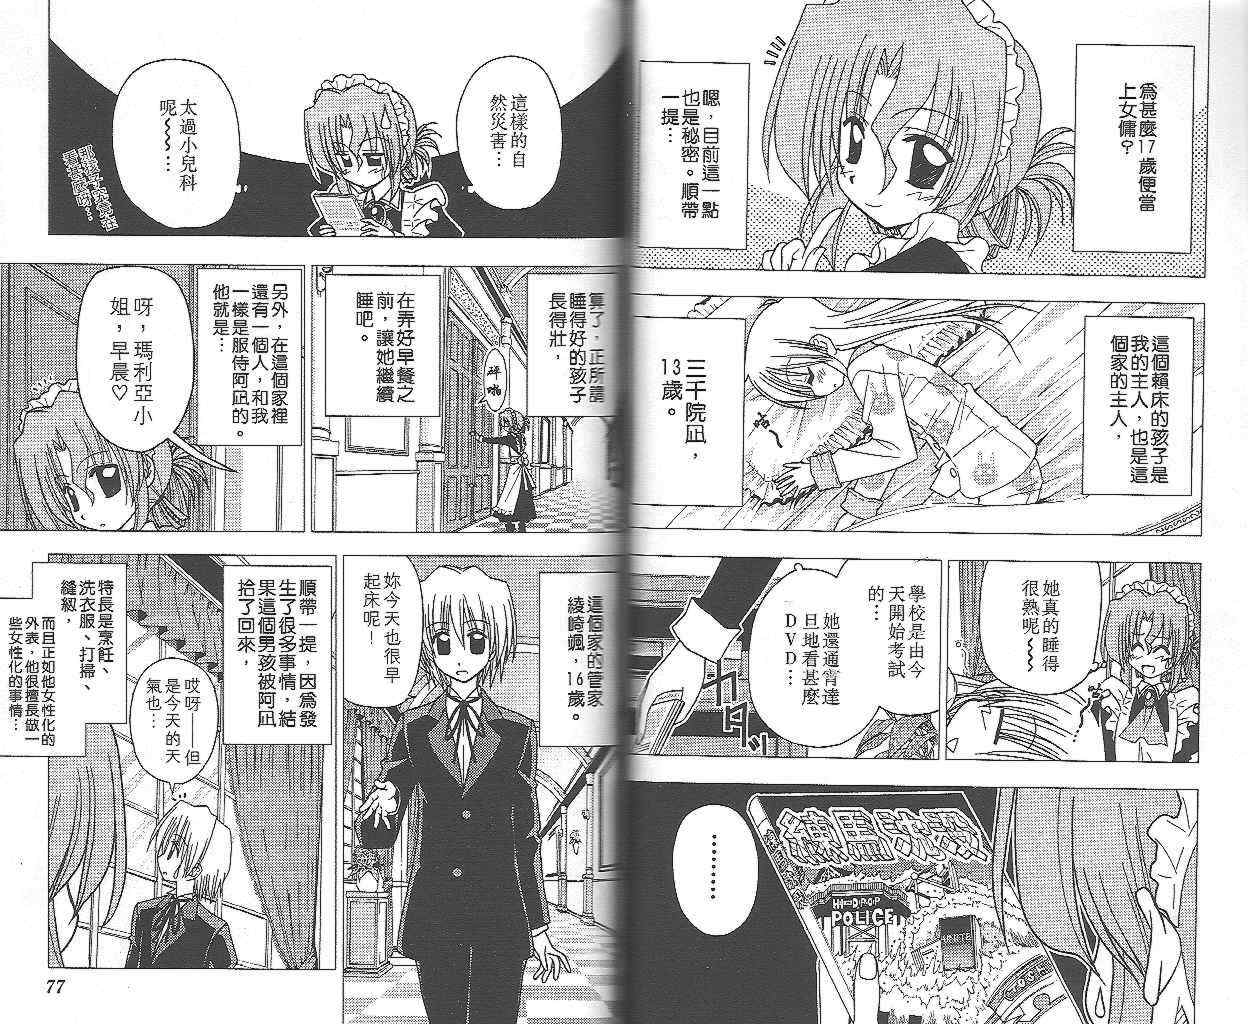 爲甚麼17歲便當
上女傭？
嗯，目前這一點
也是秘密。順帶
一提…
這個賴床的孩子是
我的主人，也是這
個家的主人，
三千院凪，
13歲。
她真的睡得
很熟呢～～
學校是由今
天開始考試
的…
她還通宵達
旦地看甚麼
DVD…
練馬沈沒
HI=DROP
POLICE
………
這樣的自
然災害…
太過小兒科
呢～～～…
算了，正所謂
睡得好的孩子
長得壯，
砰
啪
在弄好早餐之
前，讓她繼續
睡吧。
另外，在這個家裡
還有一個人，和我
一樣是服侍阿凪的。
他就是…
呀，瑪利亞小
姐，早晨♡
這個家的管家
綾崎颯，16歲。
妳今天也很早
起床呢！
順帶一提，因爲發
生了很多事情，結
果這個男孩被阿凪
拾了回來，
哎呀——但
是今天的天
氣也…
特長是烹飪、
洗衣服、打掃、
縫紉，
而且正如他女性化的
外表，他很擅長做一
些女性化的事情…
77